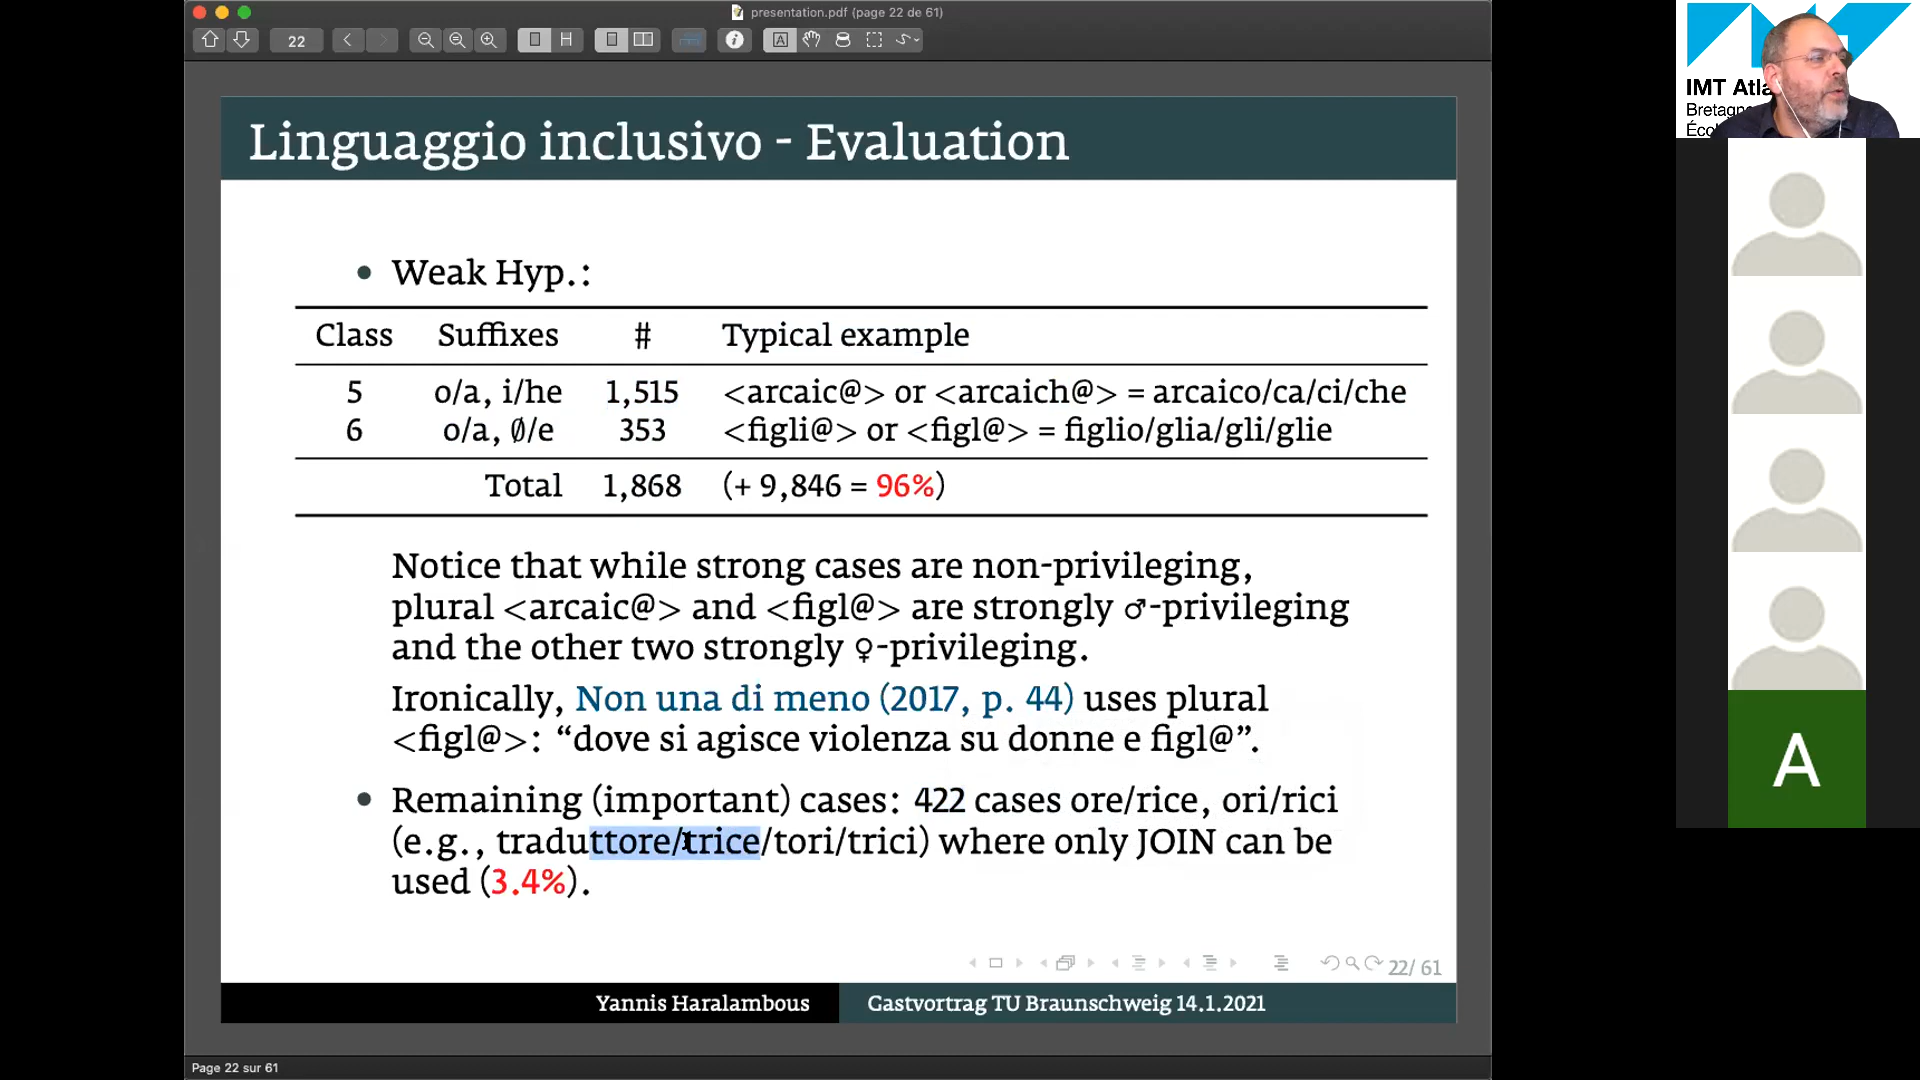 presentation.pdf (page 22 de 61)
22
Linguaggio inclusivo - Evaluation
• Weak Hyp.:
Class Suffixes # Typical example
5 o/a, i/he 1,515 <arcaic@> or <arcaich@> = arcaico/ca/ci/che
6 o/a, ∅/e 353 <figli@> or <figl@> = figlio/glia/gli/glie
Total 1,868 (+ 9,846 = 96%)
Notice that while strong cases are non-privileging,
plural <arcaic@> and <figl@> are strongly ♂-privileging
and the other two strongly ♀-privileging.
Ironically, Non una di meno (2017, p. 44) uses plural
<figl@>: “dove si agisce violenza su donne e figl@”.
• Remaining (important) cases: 422 cases ore/rice, ori/rici
(e.g., traduttore/trice/tori/trici) where only JOIN can be
used (3.4%).
22/ 61
Yannis Haralambous Gastvortrag TU Braunschweig 14.1.2021
Page 22 sur 61
IMT Atla
Bretagn
Éco
A